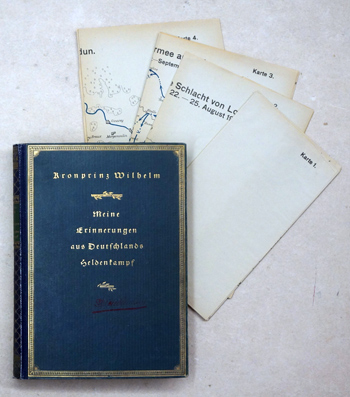 Karte 4.
dun.
Karte 3.
rmee a
Septem
Karte 2.
Schlacht von Lo
22. — 25. August 19
Karte 1.
Kronprinz Wilhelm
Meine
Erinnerungen
aus Deutschlands
Heldenkampf